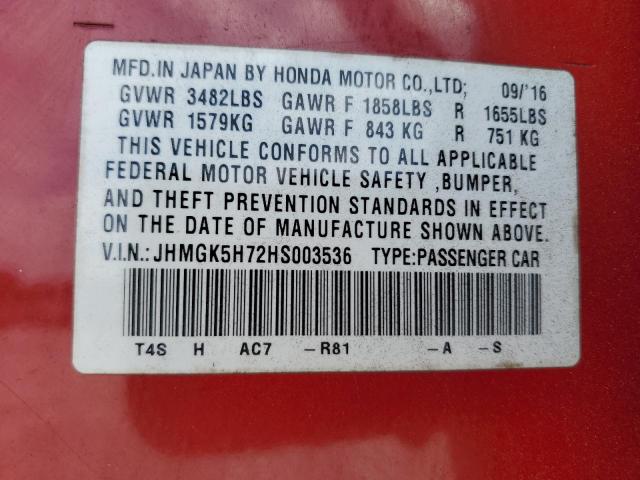 MFD.IN JAPAN BY HONDA MOTOR CO.,LTD; 09/'16
GVWR 3482LBS GAWR F 1858LBS R 1655LBS
GVWR 1579KG GAWR F 843 KG R 751 KG
THIS VEHICLE CONFORMS TO ALL APPLICABLE
FEDERAL MOTOR VEHICLE SAFETY ,BUMPER,
AND THEFT PREVENTION STANDARDS IN EFFECT
ON THE DATE OF MANUFACTURE SHOWN ABOVE.
V.I.N.:JHMGK5H72HS003536 TYPE:PASSENGER CAR
T4S H AC7 –R81 –A –S